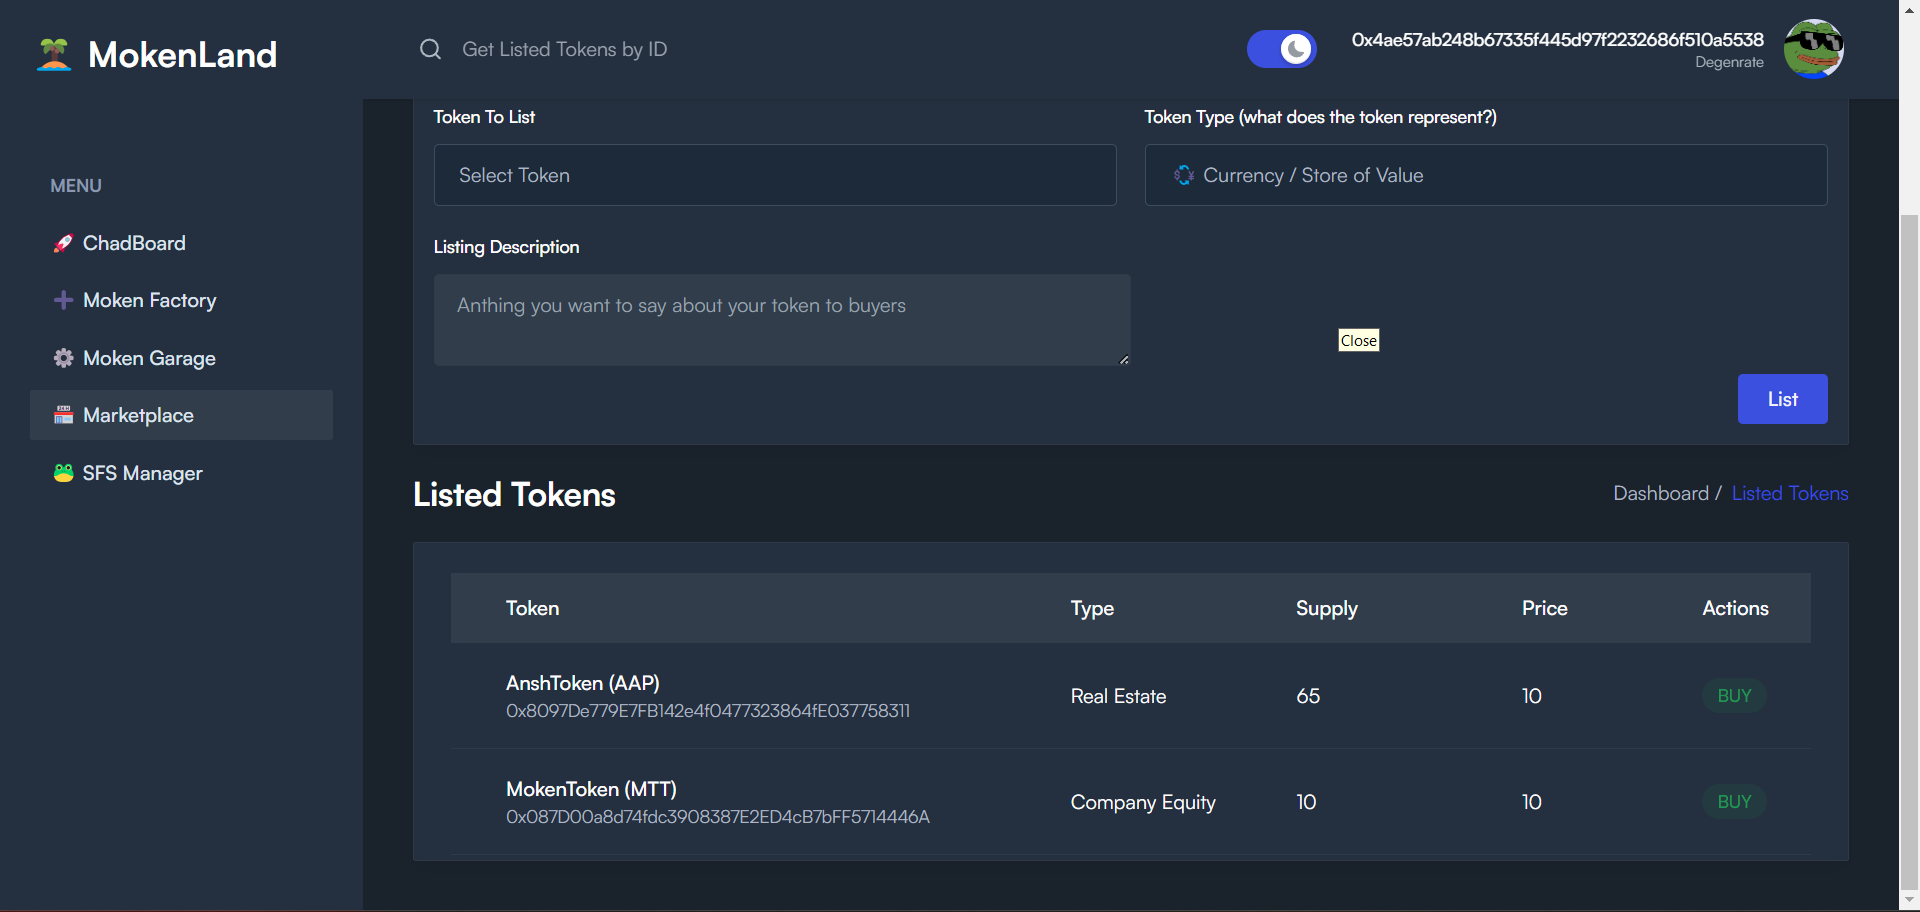 MokenLand
Get Listed Tokens by ID
0x4ae57ab248b67335f445d97f2232686f510a5538
Degenrate
MENU
ChadBoard
Moken Factory
Moken Garage
Marketplace
SFS Manager
Token To List
Token Type (what does the token represent?)
Select Token
Currency / Store of Value
Listing Description
Anthing you want to say about your token to buyers
Close
List
Listed Tokens
Dashboard / Listed Tokens
Token Type Supply Price Actions
AnshToken (AAP)
0x8097De779E7FB142e4f0477323864fE037758311
Real Estate 65 10 BUY
MokenToken (MTT)
0x087D00a8d74fdc3908387E2ED4cB7bFF5714446A
Company Equity 10 10 BUY